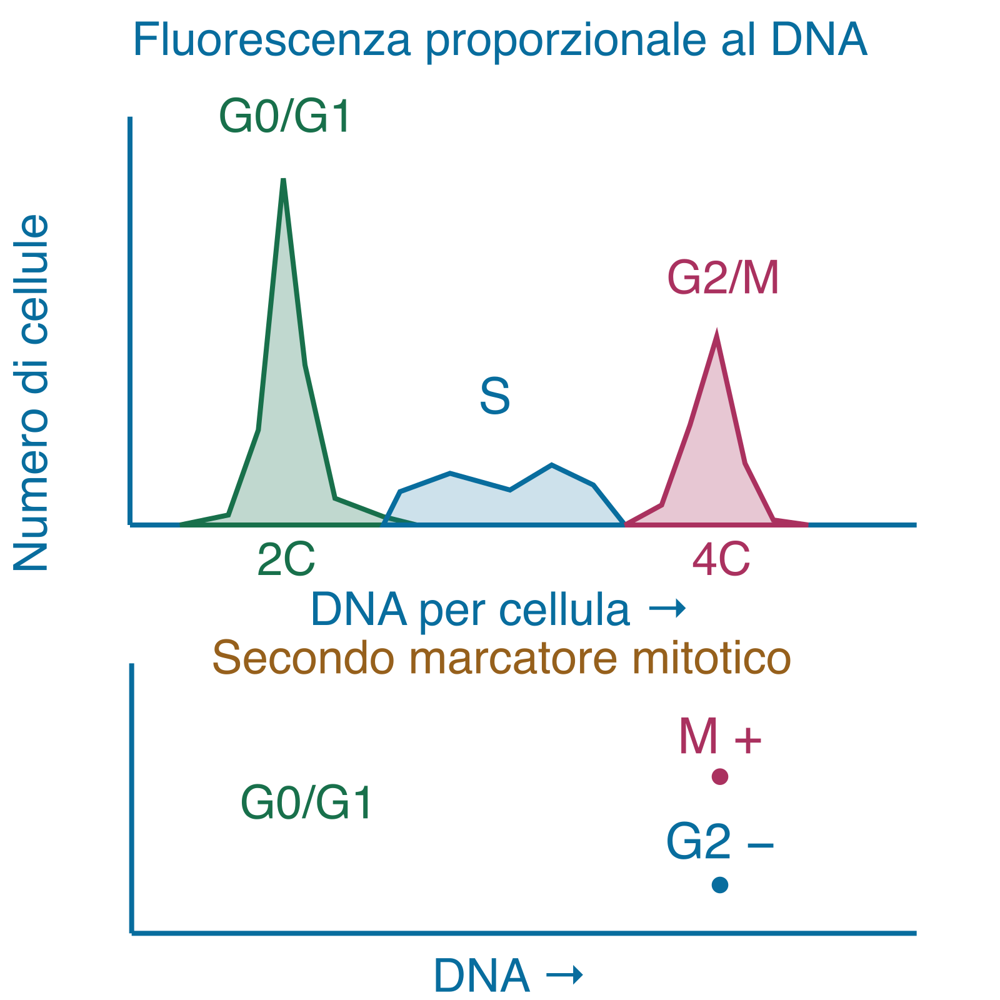 Fluorescenza proporzionale al DNA
G0/G1
G2/M
S
Numero di cellule
2C
4C
DNA per cellula →
Secondo marcatore mitotico
M +
G0/G1
G2 −
DNA →